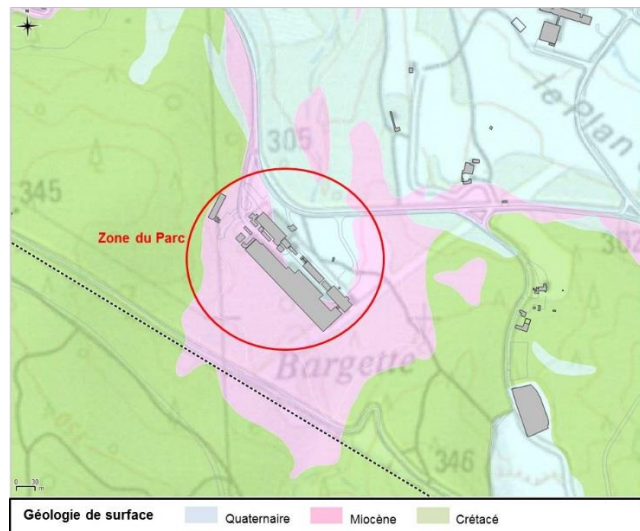 le Plan
305
345
Zone du Parc
Bargette
346
0 30 m
Géologie de surface Quaternaire Miocène Crétacé